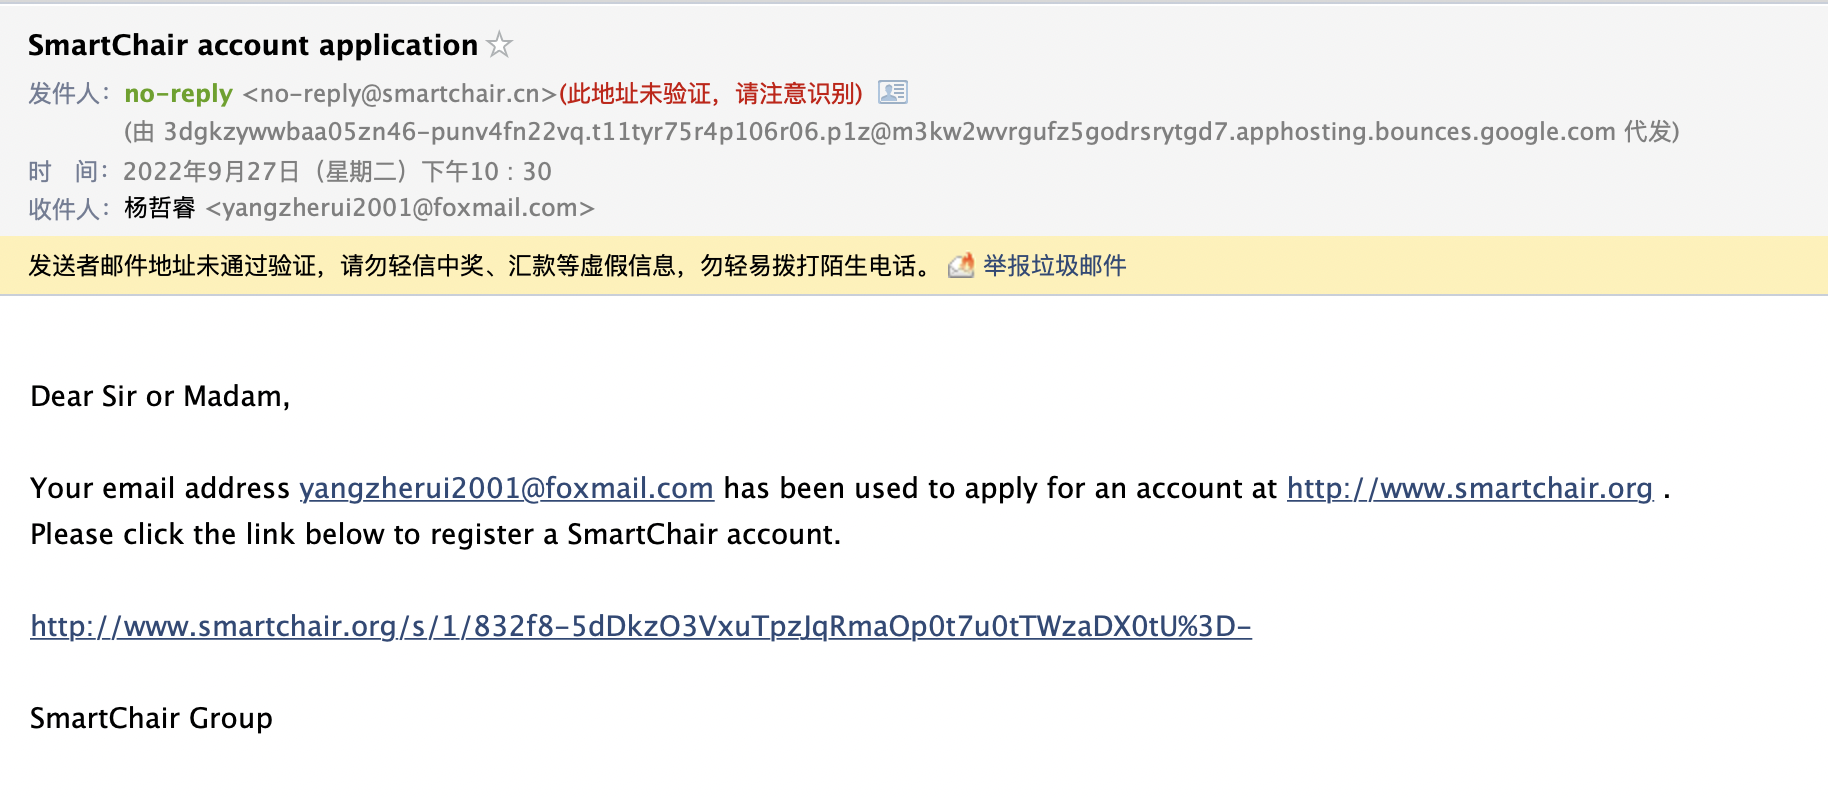 SmartChair account application
发件人：no-reply <no-reply@smartchair.cn>(此地址未验证，请注意识别)
(由 3dgkzywwbaa05zn46-punv4fn22vq.t11tyr75r4p106r06.p1z@m3kw2wvrgufz5godrsrytgd7.apphosting.bounces.google.com 代发)
时 间：2022年9月27日（星期二）下午10：30
收件人：杨哲睿 <yangzherui2001@foxmail.com>
发送者邮件地址未通过验证，请勿轻信中奖、汇款等虚假信息，勿轻易拨打陌生电话。 举报垃圾邮件
Dear Sir or Madam,
Your email address yangzherui2001@foxmail.com has been used to apply for an account at http://www.smartchair.org .
Please click the link below to register a SmartChair account.
http://www.smartchair.org/s/1/832f8-5dDkzO3VxuTpzJqRmaOp0t7u0tTWzaDX0tU%3D-
SmartChair Group